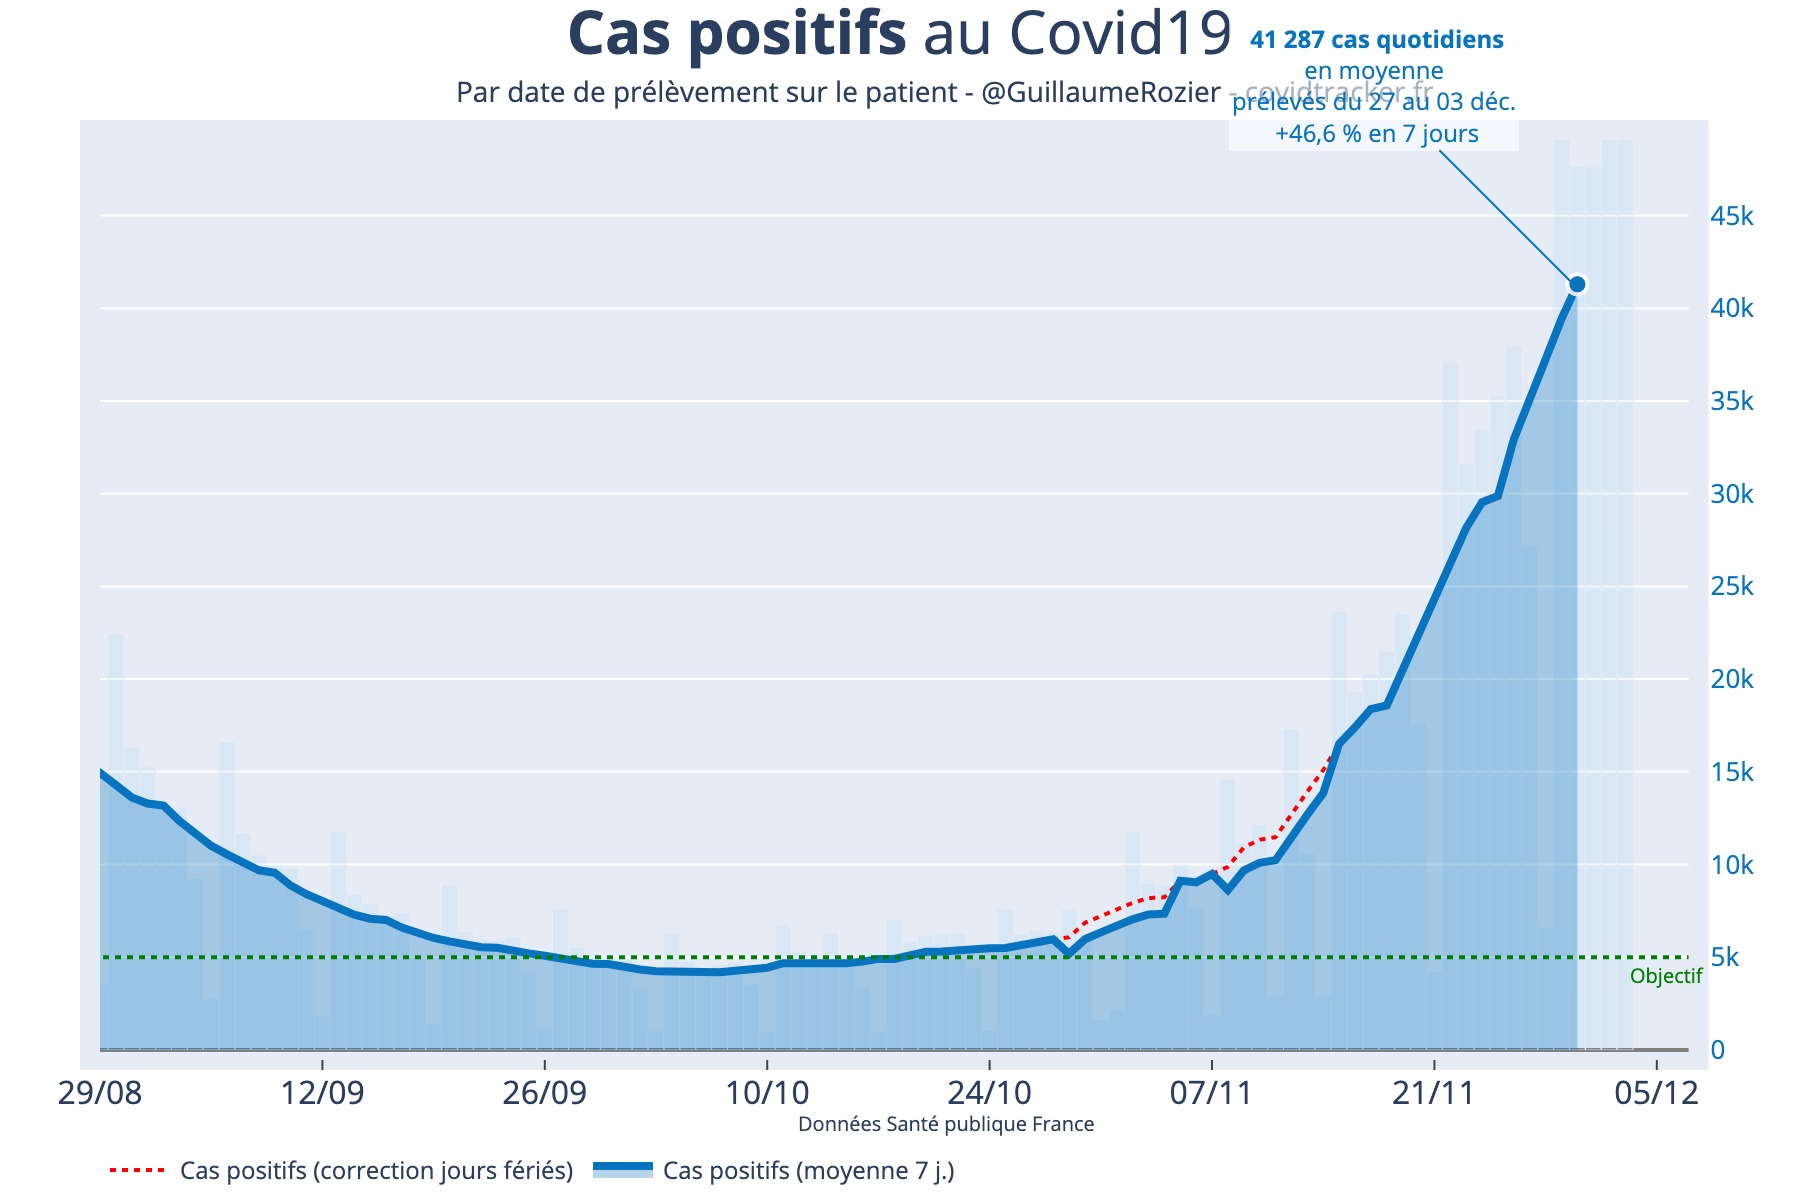 Cas positifs au Covid19
Par date de prélèvement sur le patient - @GuillaumeRozier - covidtracker.fr
41 287 cas quotidiens
en moyenne
prélevés du 27 au 03 déc.
+46,6 % en 7 jours
45k
40k
35k
30k
25k
20k
15k
10k
5k
Objectif
0
29/08 12/09 26/09 10/10 24/10 07/11 21/11 05/12
Données Santé publique France
Cas positifs (correction jours fériés) Cas positifs (moyenne 7 j.)